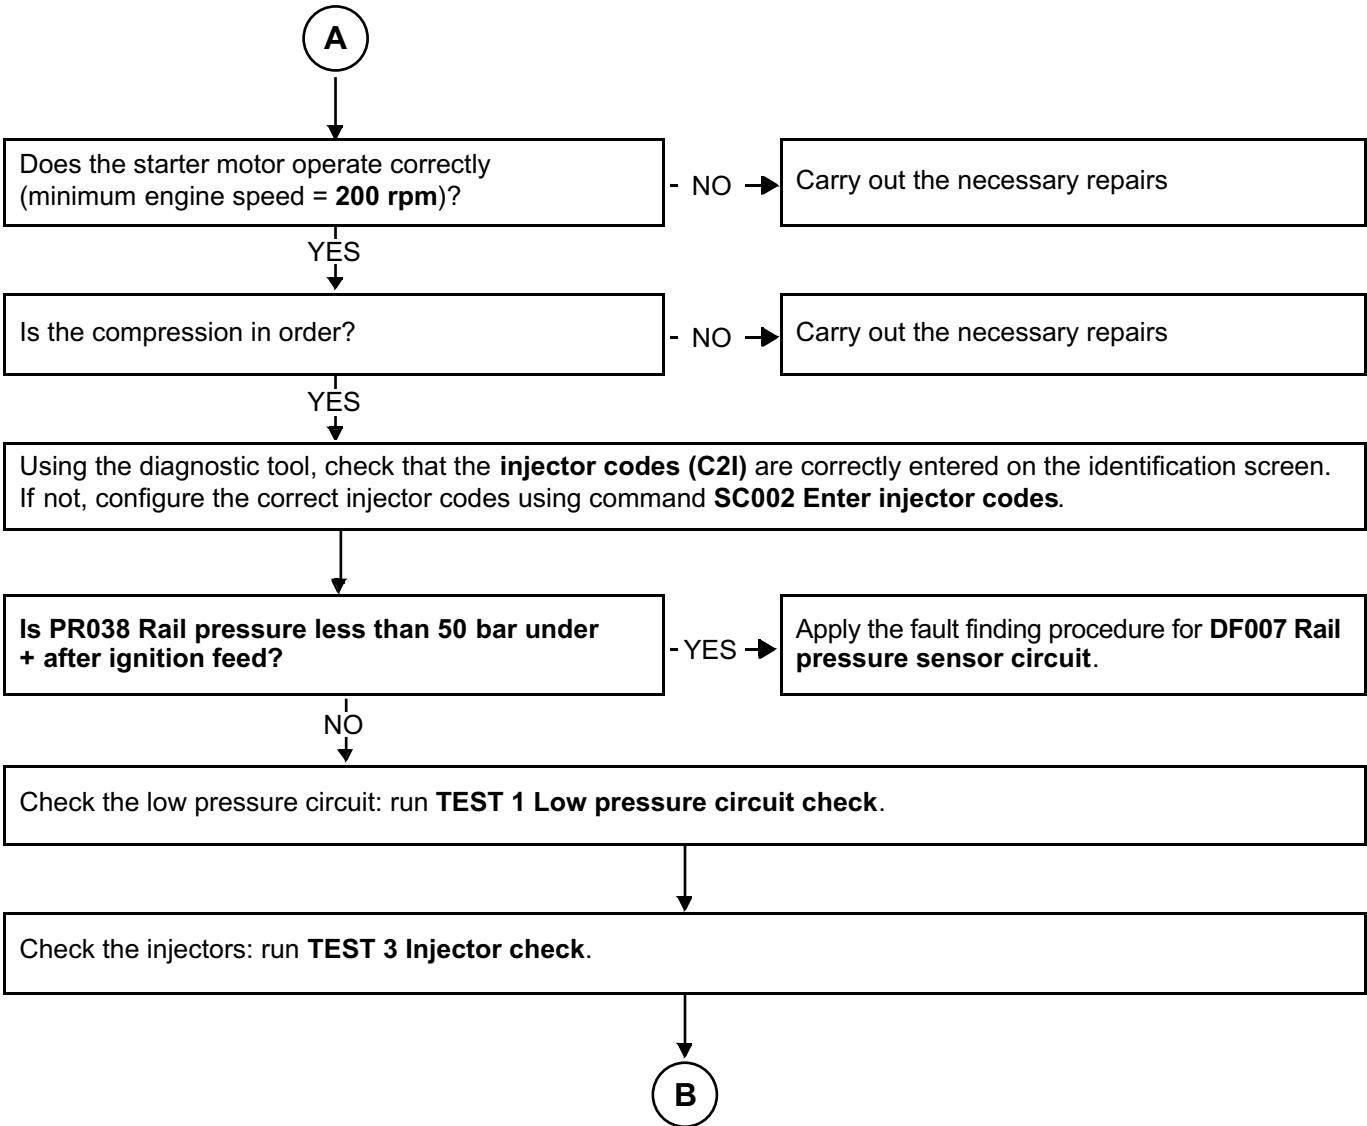 A
Does the starter motor operate correctly
(minimum engine speed = 200 rpm)?
NO
Carry out the necessary repairs
YES
Is the compression in order?
NO
Carry out the necessary repairs
YES
Using the diagnostic tool, check that the injector codes (C2I) are correctly entered on the identification screen.
If not, configure the correct injector codes using command SC002 Enter injector codes.
Is PR038 Rail pressure less than 50 bar under
+ after ignition feed?
YES
Apply the fault finding procedure for DF007 Rail
pressure sensor circuit.
NO
Check the low pressure circuit: run TEST 1 Low pressure circuit check.
Check the injectors: run TEST 3 Injector check.
B